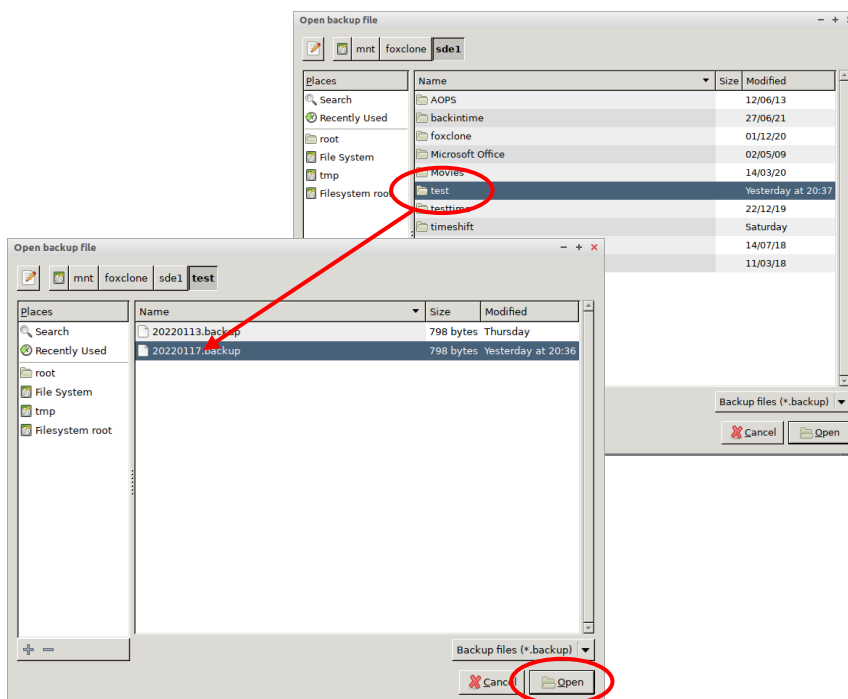 Open backup file
mnt foxclone sde1
Places Name Size Modified
Search AOPS 12/06/13
Recently Used backintime 27/06/21
root foxclone 01/12/20
File System Microsoft Office 02/05/09
tmp Movies 14/03/20
Filesystem root test Yesterday at 20:37
testtime 22/12/19
timeshift Saturday
14/07/18
11/03/18
Backup files (*.backup)
Cancel Open
Open backup file
mnt foxclone sde1 test
Places Name Size Modified
Search 20220113.backup 798 bytes Thursday
Recently Used 20220117.backup 798 bytes Yesterday at 20:36
root
File System
tmp
Filesystem root
Backup files (*.backup)
Cancel Open